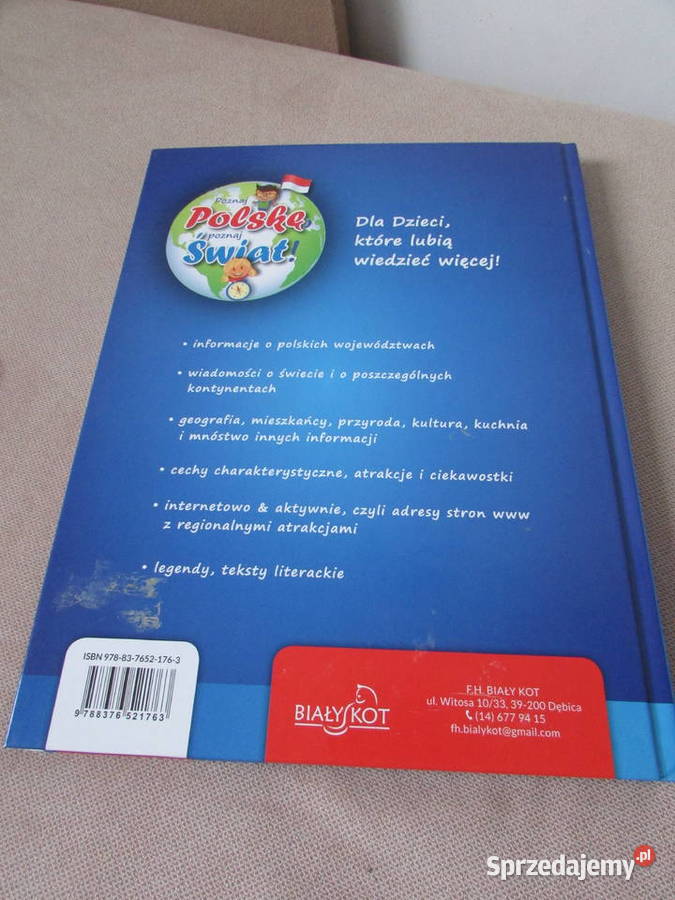 Poznaj
Polskę,
poznaj
Świat!
Dla Dzieci,
które lubią
wiedzieć więcej!
• informacje o polskich województwach
• wiadomości o świecie i o poszczególnych
kontynentach
• geografia, mieszkańcy, przyroda, kultura, kuchnia
i mnóstwo innych informacji
• cechy charakterystyczne, atrakcje i ciekawostki
• internetowo & aktywnie, czyli adresy stron www
z regionalnymi atrakcjami
• legendy, teksty literackie
ISBN 978-83-7652-176-3
9 788376 521763
BIAŁY KOT
F.H. BIAŁY KOT
ul. Witosa 10/33, 39-200 Dębica
(14) 677 94 15
fh.bialykot@gmail.com
Sprzedajemy.pl